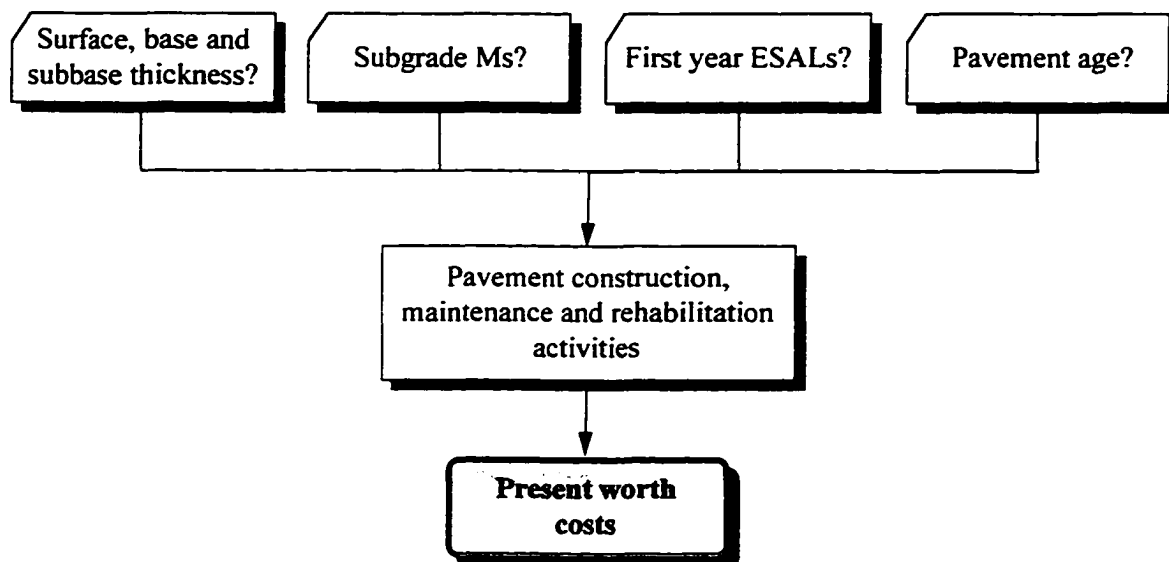 Surface, base and
subbase thickness?
Subgrade Ms?
First year ESALs?
Pavement age?
Pavement construction,
maintenance and rehabilitation
activities
Present worth
costs